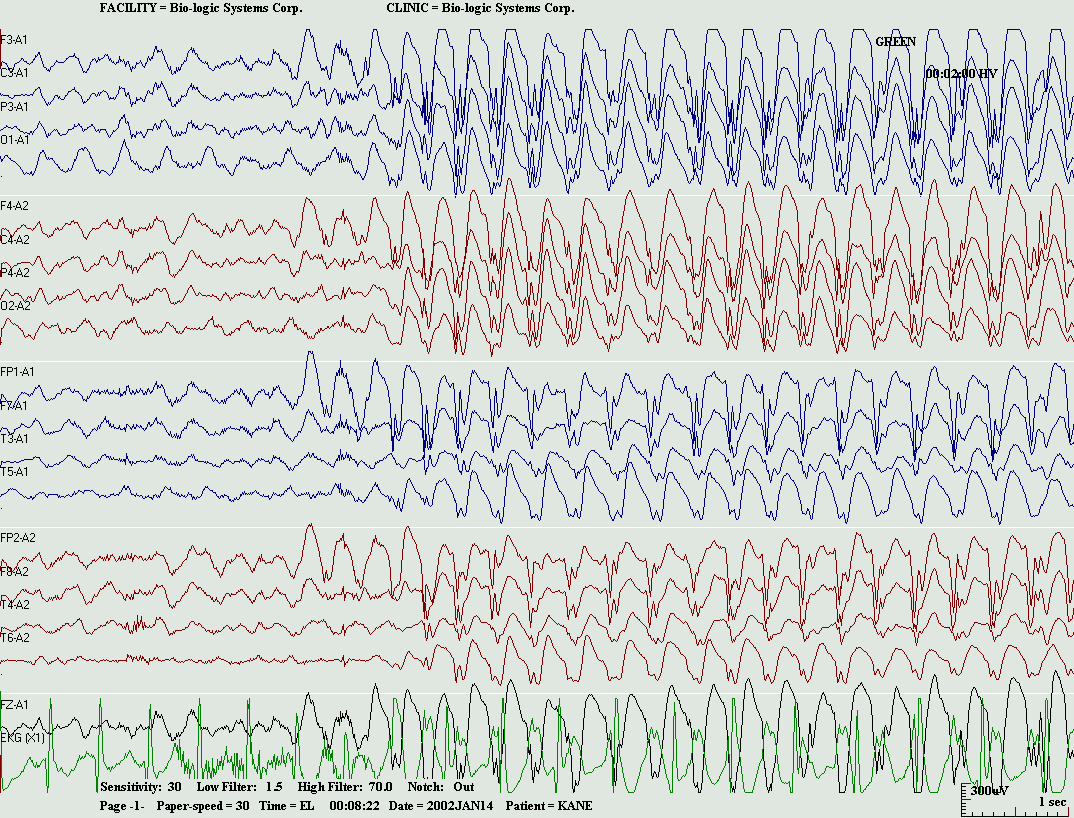 FACILITY = Bio-logic Systems Corp. CLINIC = Bio-logic Systems Corp.
F3-A1
GREEN
C3-A1
00:02:00 HV
P3-A1
O1-A1
F4-A2
C4-A2
P4-A2
O2-A2
FP1-A1
F7-A1
T3-A1
T5-A1
FP2-A2
F8-A2
T4-A2
T6-A2
FZ-A1
EKG (X1)
Sensitivity: 30 Low Filter: 1.5 High Filter: 70.0 Notch: Out
300uV
Page -1- Paper-speed = 30 Time = EL 00:08:22 Date = 2002JAN14 Patient = KANE
1 sec